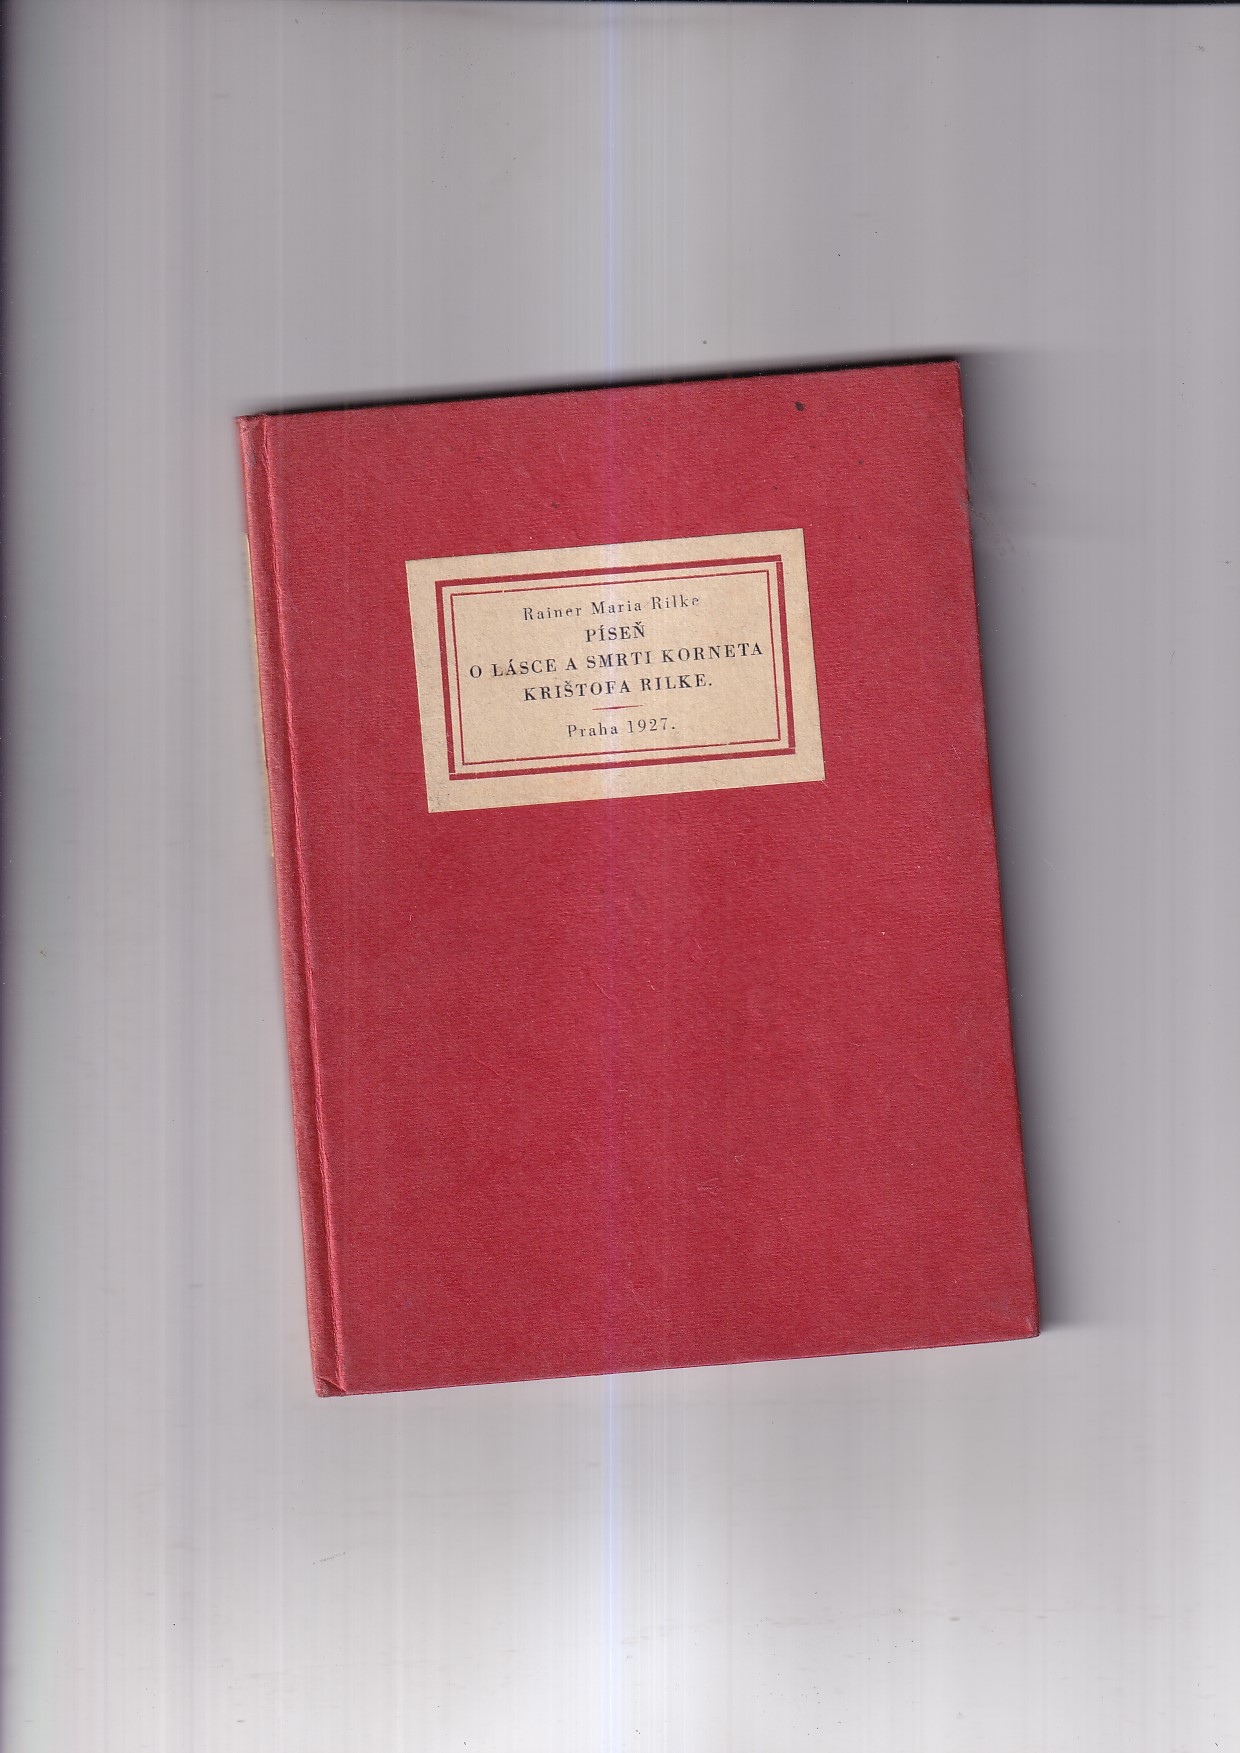 Rainer Maria Rilke
PÍSEŇ
O LÁSCE A SMRTI KORNETA
KRIŠTOFA RILKE.
Praha 1927.